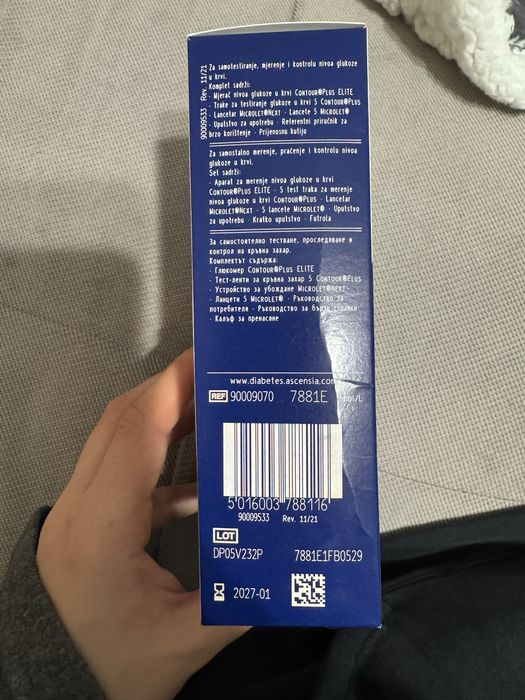 90009533 Rev. 11/21
Za samotestiranje, mjerenje i kontrolu nivoa glukoze
u krvi.
Komplet sadrži:
· Mjerač nivoa glukoze u krvi CONTOUR®PLUS ELITE
· Trake za testiranje glukoze u krvi 5 CONTOUR®PLUS
· Lancetar MICROLET®NEXT · Lancete 5 MICROLET®
· Uputstvo za upotrebu · Referentni priručnik za
brzo korištenje · Prijenosnu kutiju
Za samostalno merenje, praćenje i kontrolu nivoa
glukoze u krvi.
Set sadrži:
· Aparat za merenje nivoa glukoze u krvi
CONTOUR®PLUS ELITE · 5 test traka za merenje
nivoa glukoze u krvi CONTOUR®PLUS · Lancetar
MICROLET®NEXT · 5 lancete MICROLET® · Uputstvo
za upotrebu · Kratko uputstvo · Futrola
За самостоятелно тестване, проследяване и
контрол на кръвна захар.
Комплектът съдържа:
· Глюкомер CONTOUR®PLUS ELITE
· Тест-ленти за кръвна захар 5 CONTOUR®PLUS
· Устройство за убождане MICROLET®NEXT
· Ланцети 5 MICROLET® · Ръководство за
потребителя · Ръководство за бързи справки
· Калъф за пренасяне
www.diabetes.ascensia.com
REF 90009070 7881E mmol/L
5 016003 788116
90009533 Rev. 11/21
LOT
DP05V232P 7881E1FB0529
2027-01